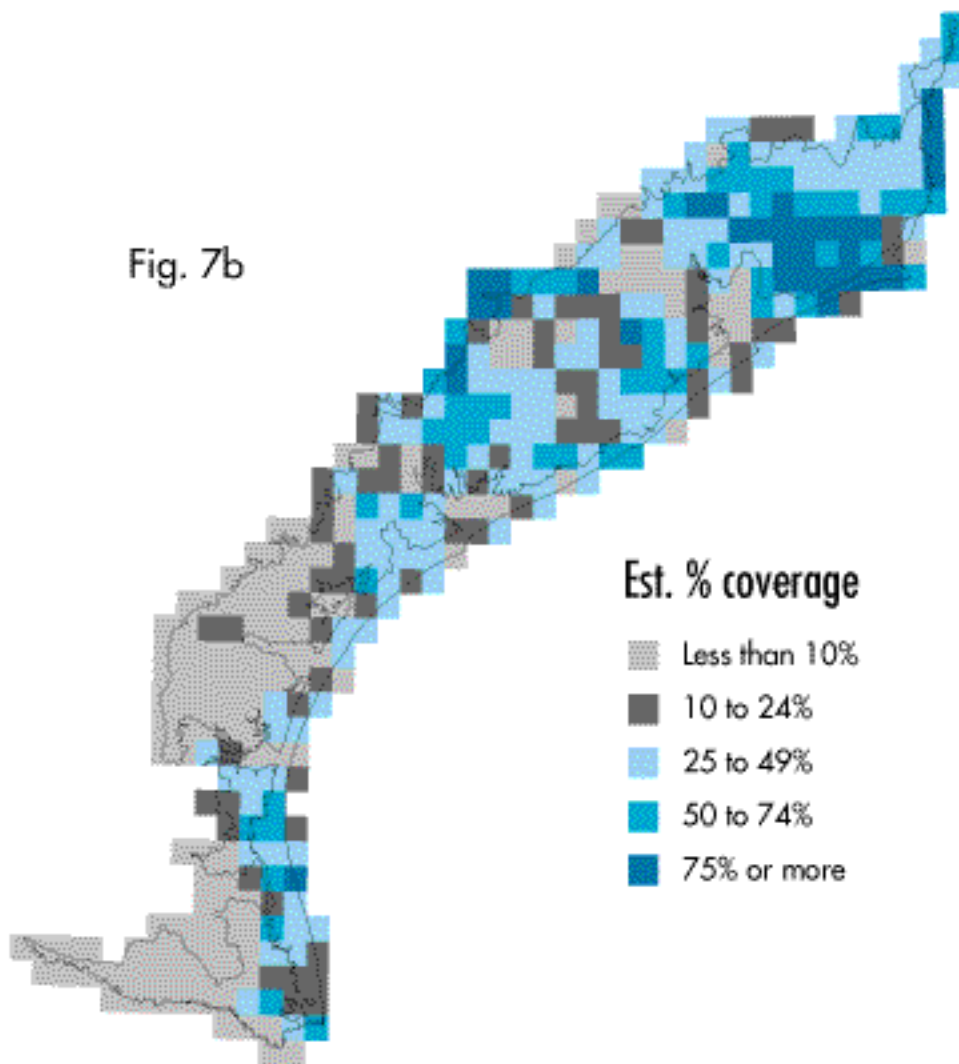 Fig. 7b
Est. % coverage
Less than 10%
10 to 24%
25 to 49%
50 to 74%
75% or more